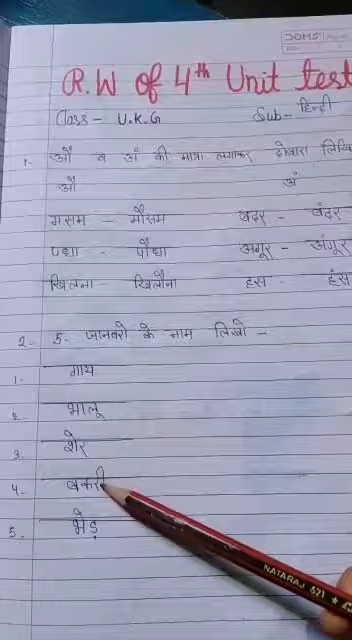 DOMS
R.W of 4th Unit test
Class - U.K.G Sub- हिन्दी
1. औ व अं की मात्रा लगाकर दोबारा लिखि
औ अं
मसम - मौसम बदर - बंदर
पधा - पौधा अगूर - अंगूर
खिलना - खिलौना हस - हंस
2. 5- जानवरो के नाम लिखो -
1. गाय
2. भालू
3. शेर
4. बकरी
5. भेड़
NATARAJ 621